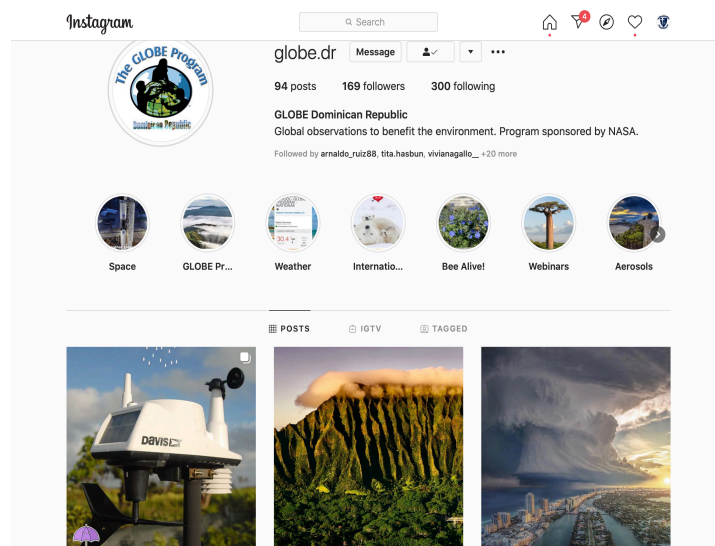 Instagram
Search
4
The GLOBE Program
Dominican Republic
globe.dr
Message
94 posts 169 followers 300 following
GLOBE Dominican Republic
Global observations to benefit the environment. Program sponsored by NASA.
Followed by arnaldo_ruiz88, tita.hasbun, vivianagallo__ +20 more
30.4
Space GLOBE Pr... Weather Internatio... Bee Alive! Webinars Aerosols
POSTS IGTV TAGGED
DAVIS